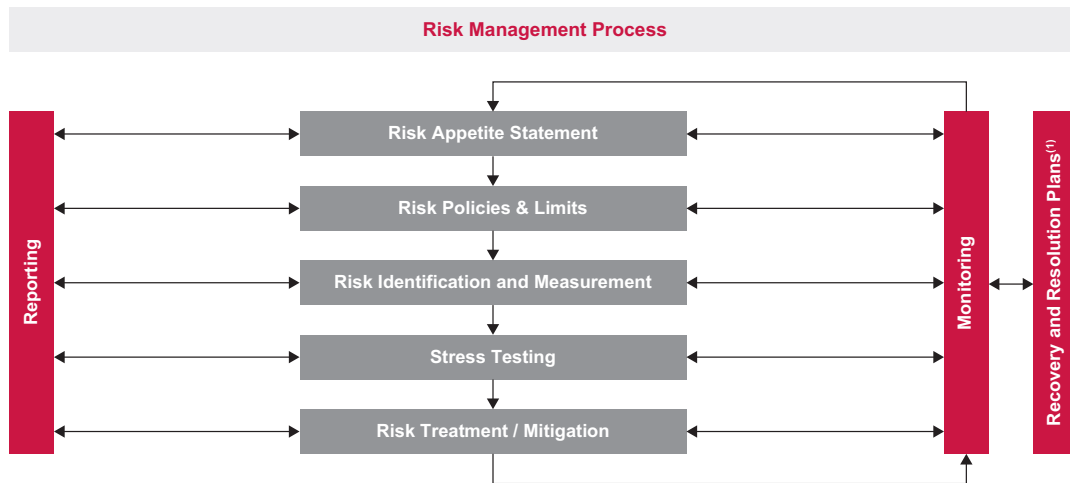 Risk Management Process
Reporting
Risk Appetite Statement
Risk Policies & Limits
Risk Identification and Measurement
Stress Testing
Risk Treatment / Mitigation
Monitoring
Recovery and Resolution Plans(1)